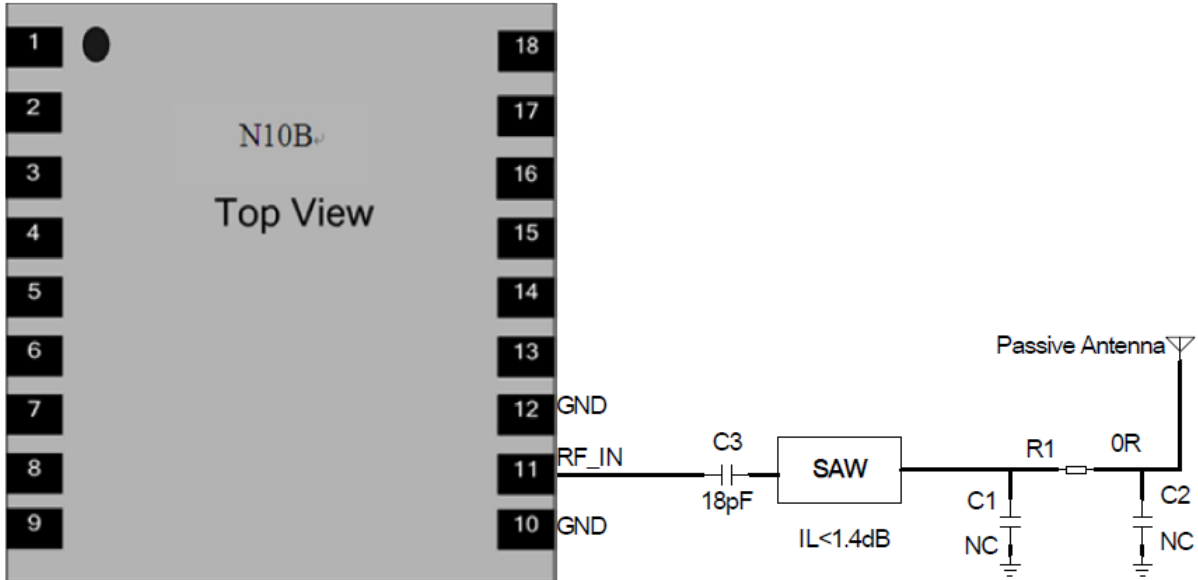 1
18
2
17
N10B
3
16
Top View
4
15
5
14
6
13
Passive Antenna
7
12
GND
8
11
RF_IN
C3
18pF
SAW
IL<1.4dB
R1
0R
C1
NC
C2
NC
9
10
GND